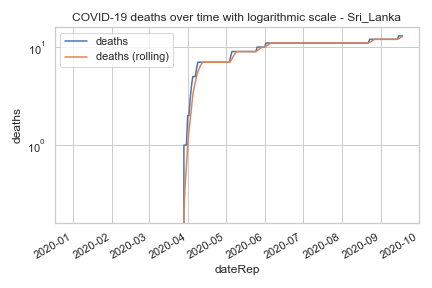 COVID-19 deaths over time with logarithmic scale - Sri_Lanka
deaths
deaths (rolling)
10¹
10⁰
deaths
2020-01
2020-02
2020-03
2020-04
2020-05
2020-06
2020-07
2020-08
2020-09
2020-10
dateRep